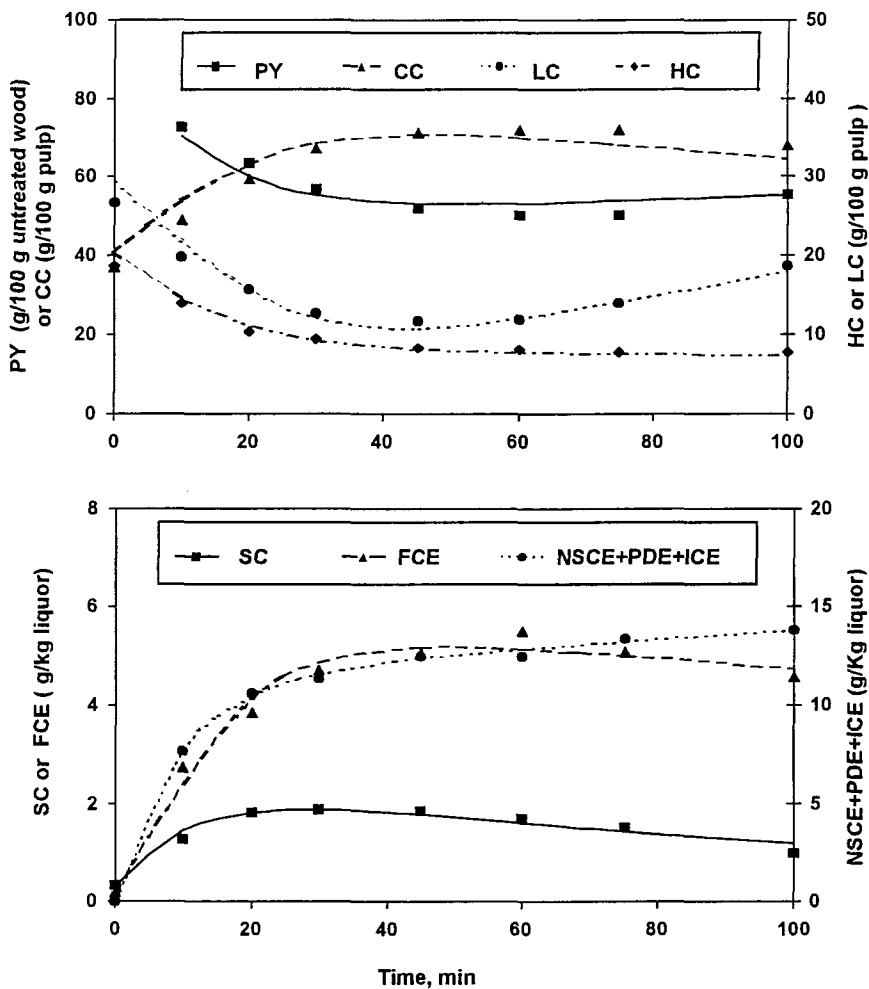 PY (g/100 g untreated wood)
or CC (g/100 g pulp)
100
80
60
40
20
0
PY CC LC HC
50
40
30
20
10
0
HC or LC (g/100 g pulp )
0 20 40 60 80 100
SC or FCE ( g/kg liquor)
8
6
4
2
0
SC FCE NSCE+PDE+ICE
20
15
10
5
0
NSCE+PDE+ICE (g/Kg liquor)
0 20 40 60 80 100
Time, min